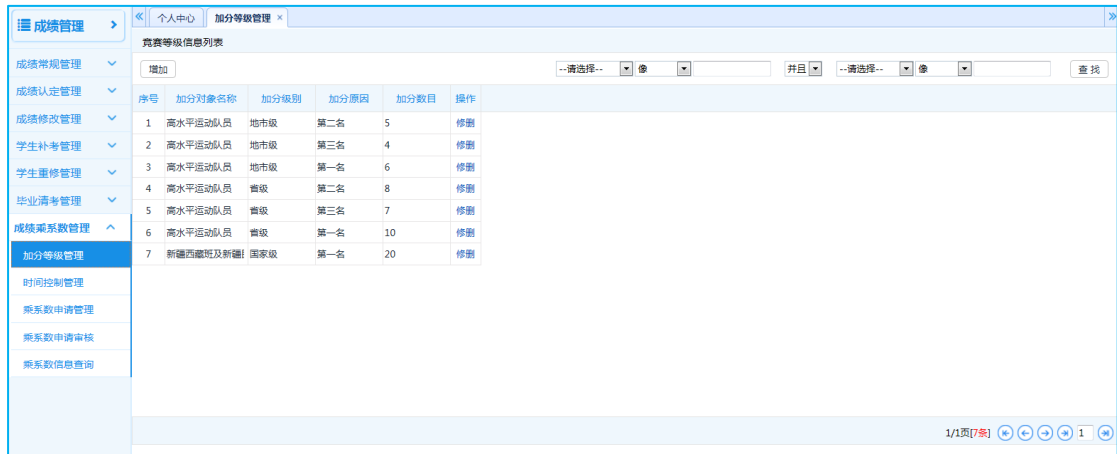 成绩管理
个人中心 加分等级管理 ×
竞赛等级信息列表
成绩常规管理
成绩认定管理
成绩修改管理
学生补考管理
学生重修管理
毕业清考管理
成绩乘系数管理
加分等级管理
时间控制管理
乘系数申请管理
乘系数申请审核
乘系数信息查询
增加 --请选择-- 像 并且 --请选择-- 像 查 找
序号 加分对象名称 加分级别 加分原因 加分数目 操作
1 高水平运动队员 地市级 第二名 5 修删
2 高水平运动队员 地市级 第三名 4 修删
3 高水平运动队员 地市级 第一名 6 修删
4 高水平运动队员 省级 第二名 8 修删
5 高水平运动队员 省级 第三名 7 修删
6 高水平运动队员 省级 第一名 10 修删
7 新疆西藏班及新疆 国家级 第一名 20 修删
1/1页[7条] 1